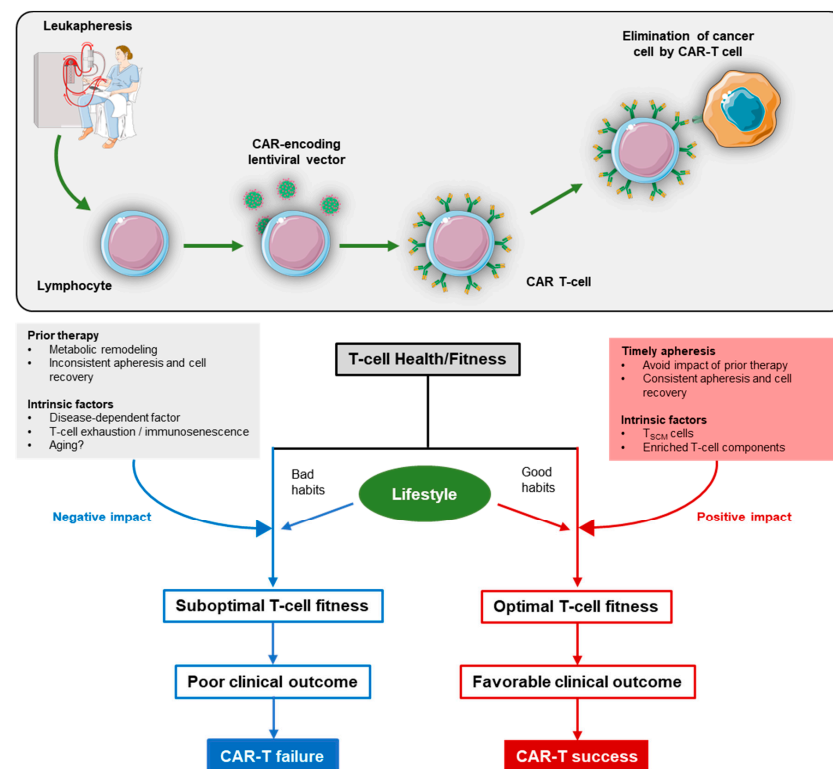 Leukapheresis
Elimination of cancer
cell by CAR-T cell
CAR-encoding
lentiviral vector
Lymphocyte
CAR T-cell
Prior therapy
• Metabolic remodeling
• Inconsistent apheresis and cell
recovery
Intrinsic factors
• Disease-dependent factor
• T-cell exhaustion / immunosenescence
• Aging?
T-cell Health/Fitness
Timely apheresis
• Avoid impact of prior therapy
• Consistent apheresis and cell
recovery
Intrinsic factors
• TSCM cells
• Enriched T-cell components
Bad
habits
Lifestyle
Good
habits
Negative impact
Positive impact
Suboptimal T-cell fitness
Optimal T-cell fitness
Poor clinical outcome
Favorable clinical outcome
CAR-T failure
CAR-T success